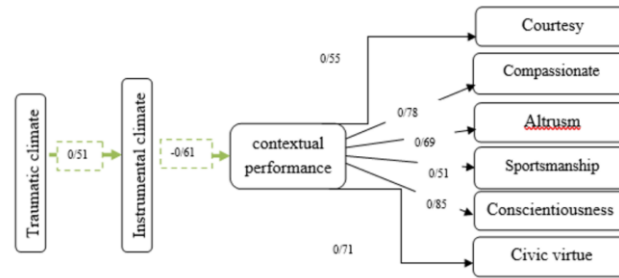 Courtesy
0/55
Compassionate
0/78
Altrusm
0/69
Traumatic climate
0/51
Instrumental climate
-0/61
contextual
performance
Sportsmanship
0/51
Conscientiousness
0/85
Civic virtue
0/71